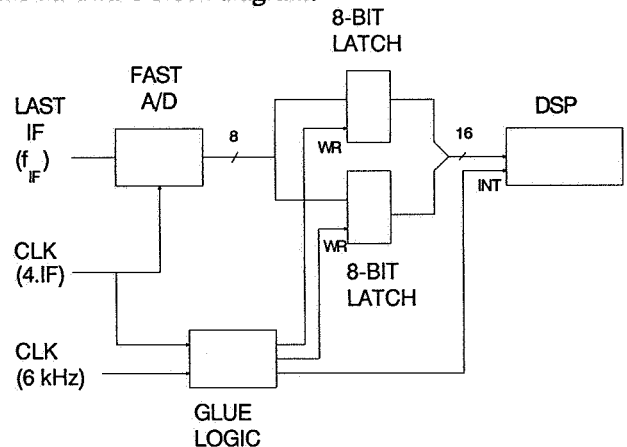 8-BIT
LATCH
FAST
A/D
LAST
IF
(f
IF
)
8
WR
16
DSP
INT
WR
8-BIT
LATCH
CLK
(4.IF)
CLK
(6 kHz)
GLUE
LOGIC